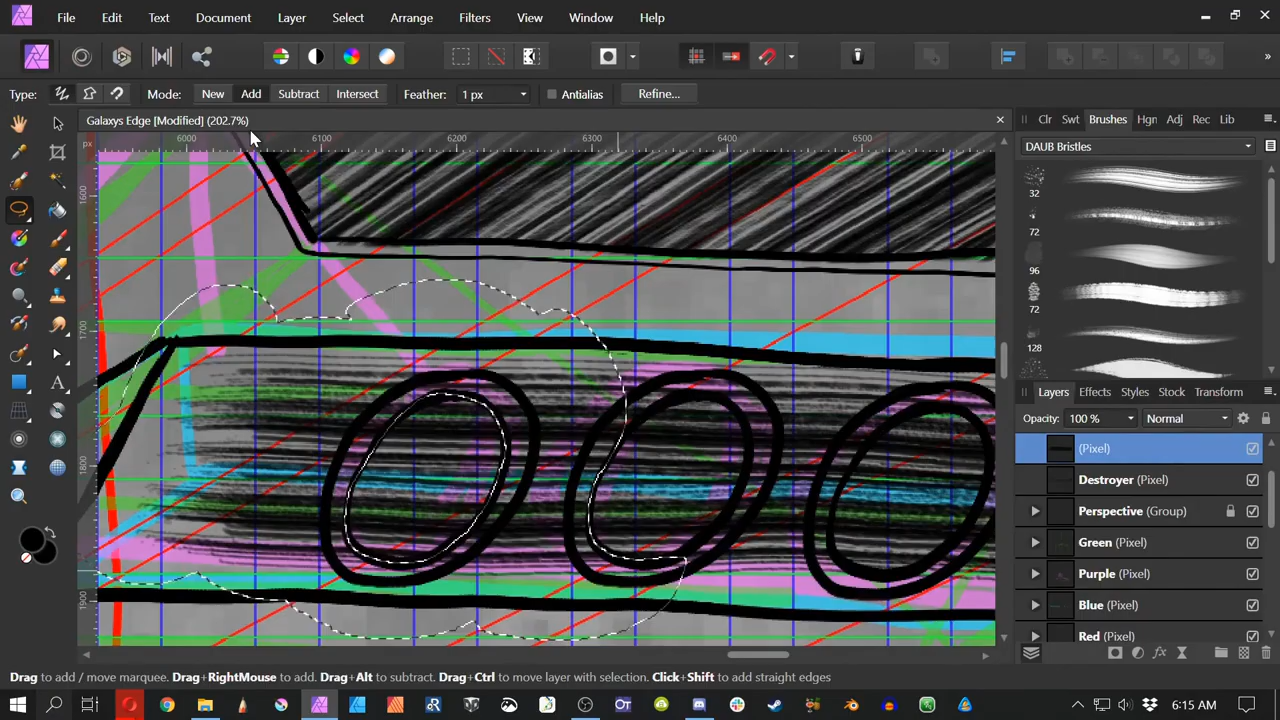 File Edit Text Document Layer Select Arrange Filters View Window Help
Type: Mode: New Add Subtract Intersect Feather: 1 px Antialias Refine...
Galaxys Edge [Modified] (202.7%)
Clr Swt Brushes Hgn Adj Rec Lib
px 6000 6100 6200 6300 6400 6500
DAUB Bristles
32
72
96
72
128
1600
1700
1800
1900
Layers Effects Styles Stock Transform
Opacity: 100 % Normal
(Pixel)
Destroyer (Pixel)
Perspective (Group)
Green (Pixel)
Purple (Pixel)
Blue (Pixel)
Red (Pixel)
Drag to add / move marquee. Drag+RightMouse to add. Drag+Alt to subtract. Drag+Ctrl to move layer with selection. Click+Shift to add straight edges
6:15 AM